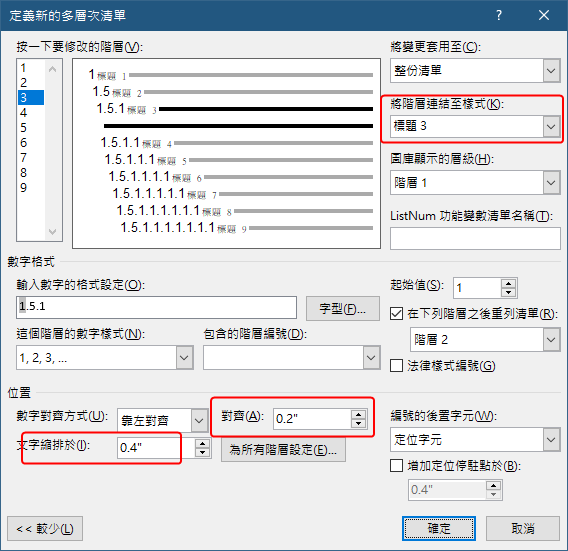 定義新的多層次清單
按一下要修改的階層(V):
1
2
3
4
5
6
7
8
9
1 標題 1
1.5 標題 2
1.5.1 標題 3
1.5.1.1 標題 4
1.5.1.1.1 標題 5
1.5.1.1.1.1 標題 6
1.5.1.1.1.1.1 標題 7
1.5.1.1.1.1.1.1 標題 8
1.5.1.1.1.1.1.1.1 標題 9
將變更套用至(C):
整份清單
將階層連結至樣式(K):
標題 3
圖庫顯示的層級(H):
階層 1
ListNum 功能變數清單名稱(T):
數字格式
輸入數字的格式設定(O):
1.5.1
字型(F)...
這個階層的數字樣式(N):
包含的階層編號(D):
1, 2, 3, ...
起始值(S):
1
在下列階層之後重列清單(R):
階層 2
法律樣式編號(G)
位置
數字對齊方式(U):
靠左對齊
對齊(A):
0.2"
文字縮排於(I):
0.4"
為所有階層設定(E)...
編號的後置字元(W):
定位字元
增加定位停駐點於(B):
0.4"
<< 較少(L)
確定
取消